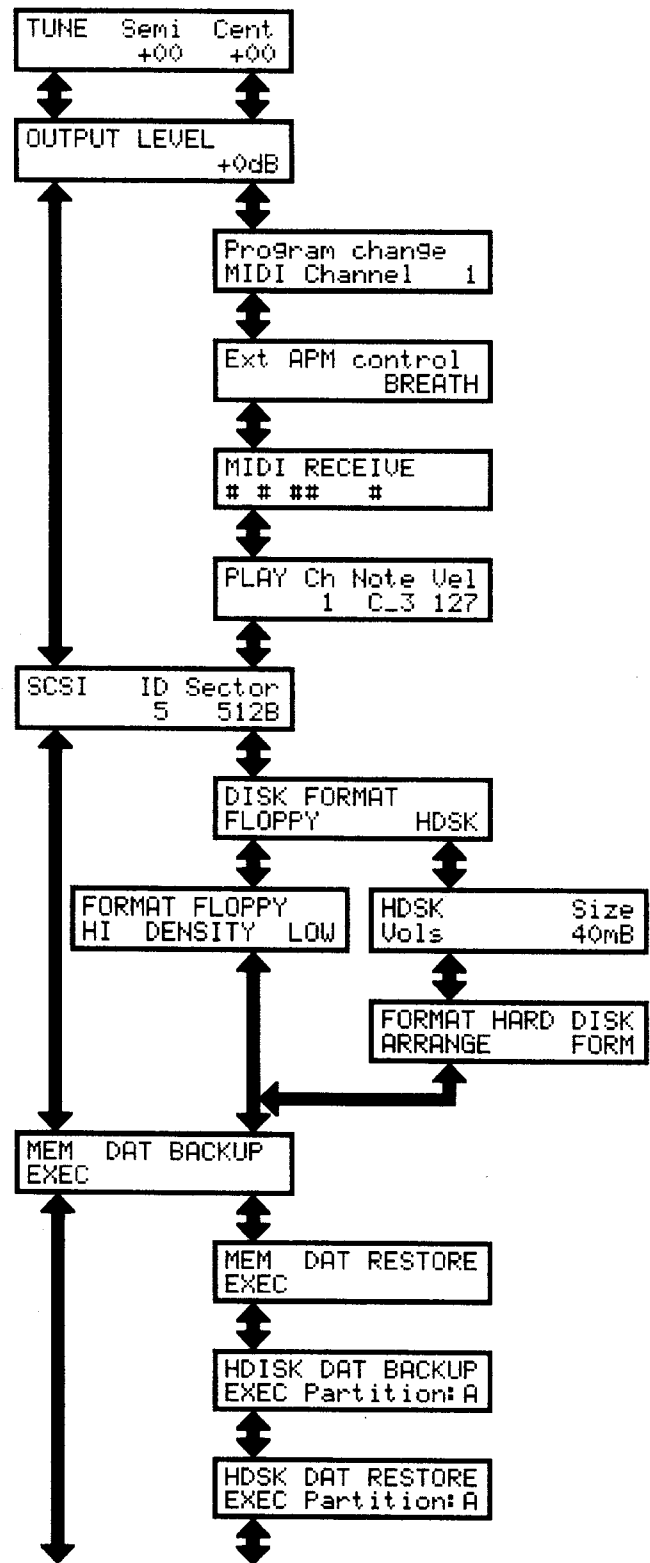 TUNE Semi Cent
+00 +00
OUTPUT LEVEL
+0dB
Program change
MIDI Channel 1
Ext APM control
BREATH
MIDI RECEIVE
# # ## #
PLAY Ch Note Vel
1 C_3 127
SCSI ID Sector
5 512B
DISK FORMAT
FLOPPY HDSK
FORMAT FLOPPY
HI DENSITY LOW
HDSK Size
Vols 40mB
FORMAT HARD DISK
ARRANGE FORM
MEM DAT BACKUP
EXEC
MEM DAT RESTORE
EXEC
HDISK DAT BACKUP
EXEC Partition:A
HDSK DAT RESTORE
EXEC Partition:A